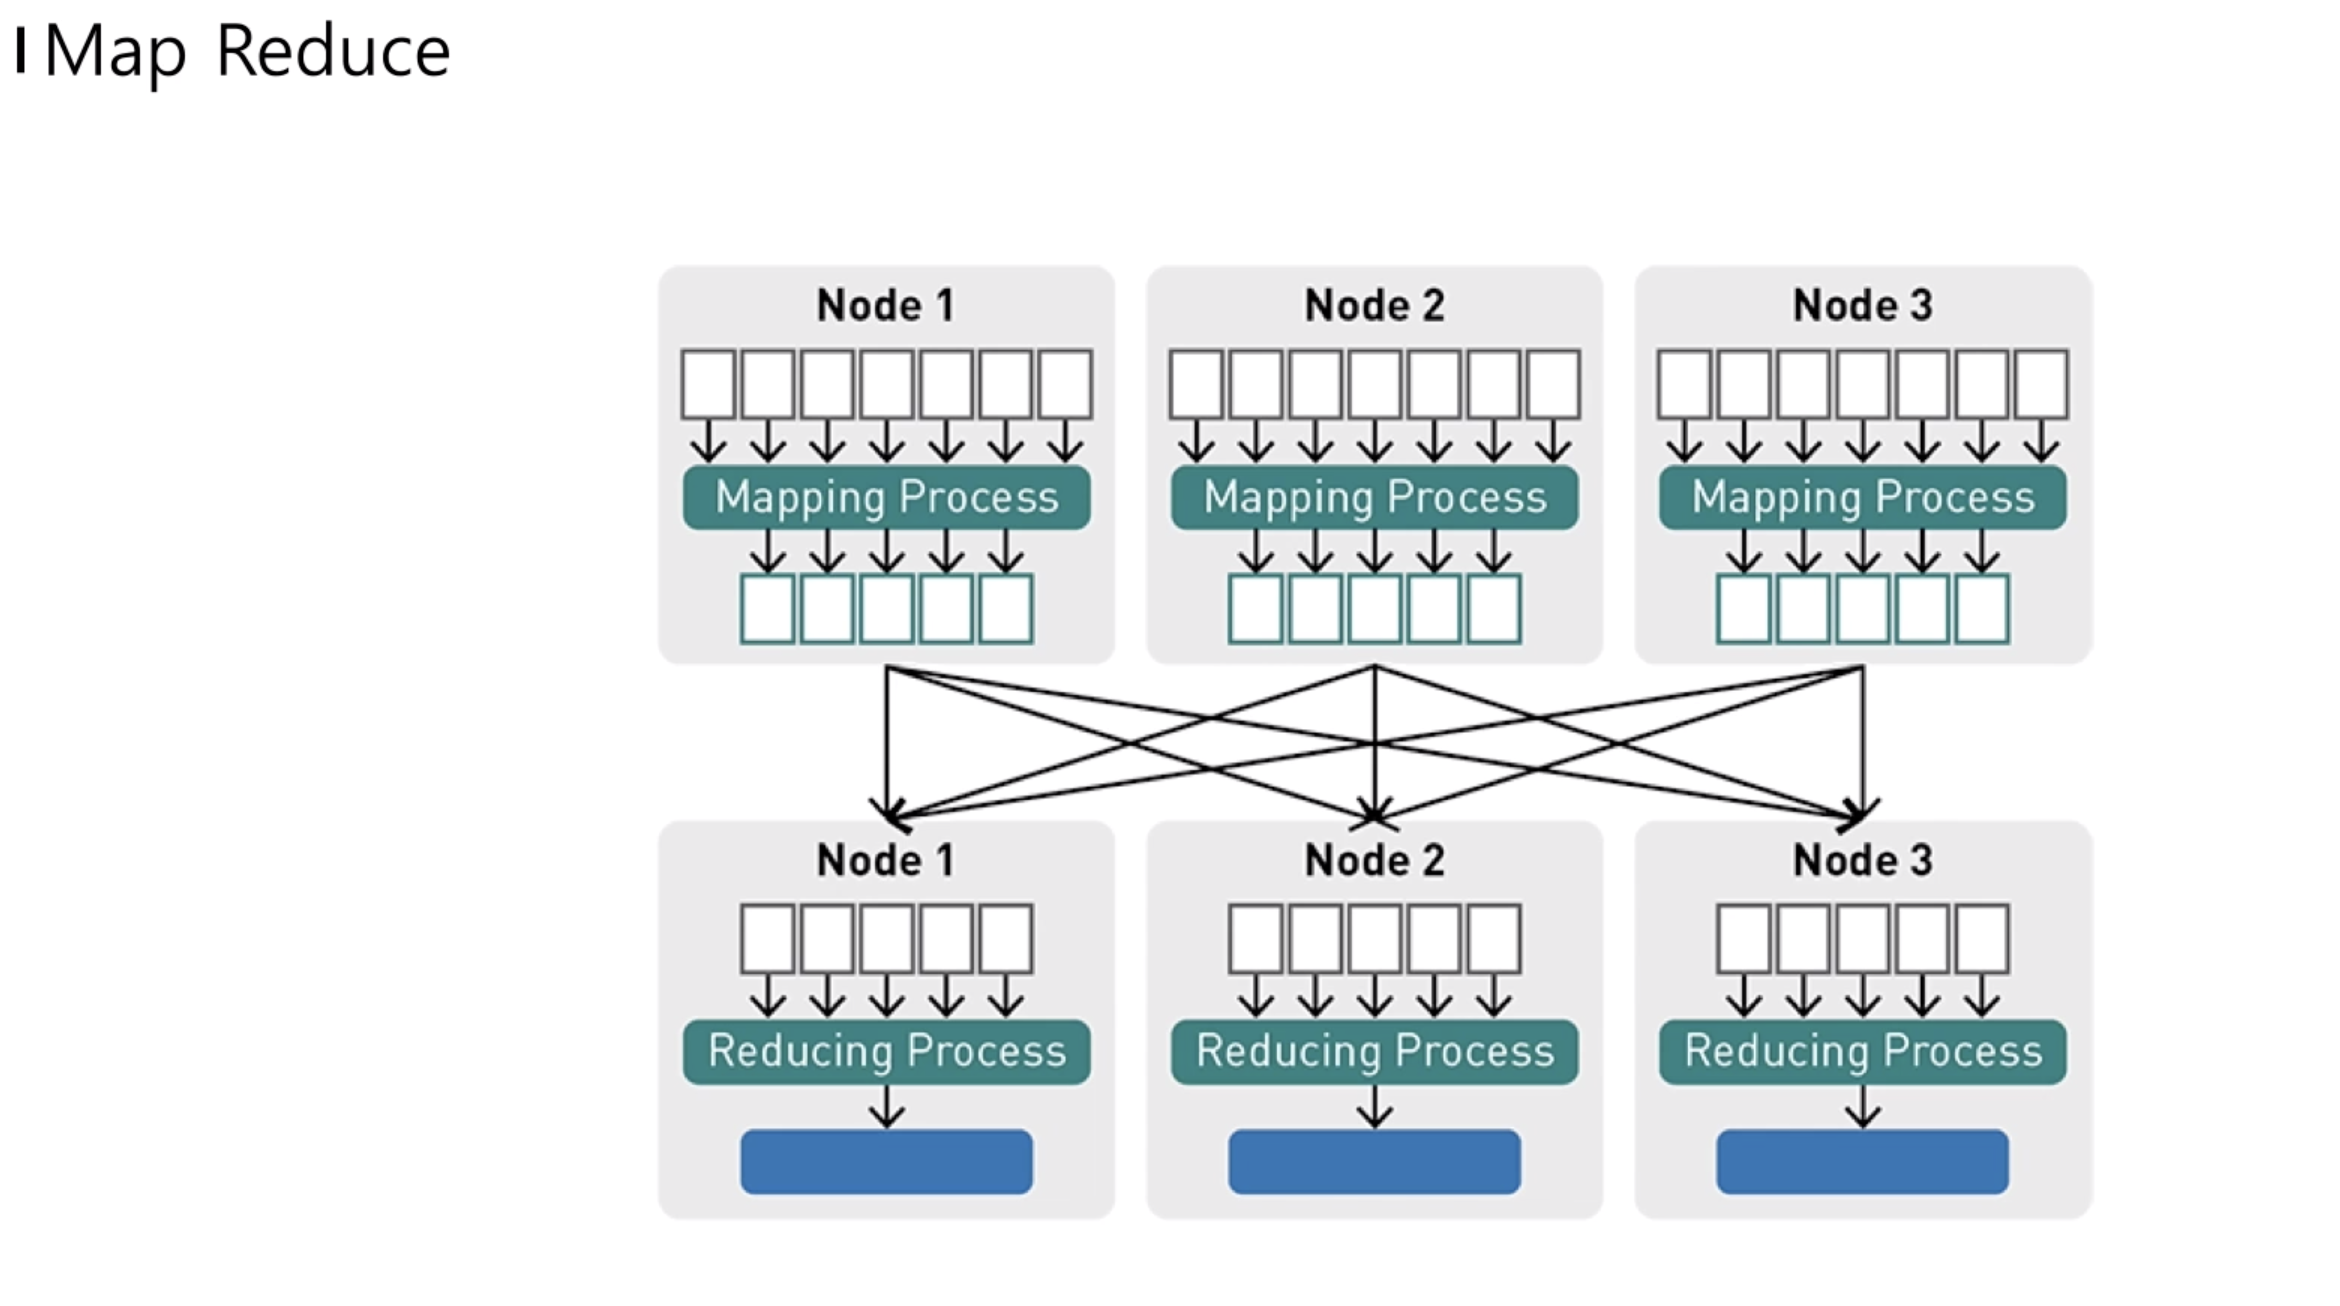 Map Reduce
Node 1
Node 2
Node 3
Mapping Process
Mapping Process
Mapping Process
Node 1
Node 2
Node 3
Reducing Process
Reducing Process
Reducing Process